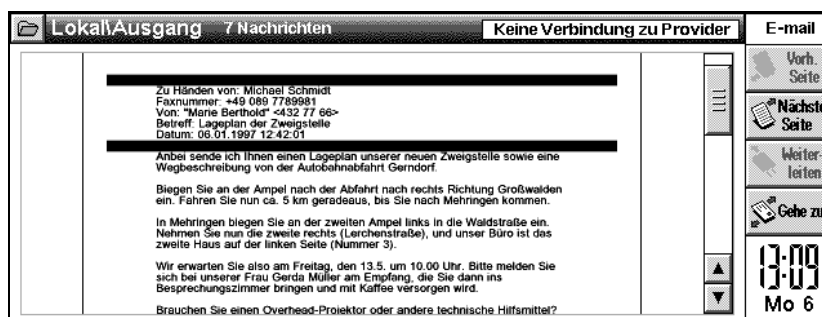 Lokal\Ausgang 7 Nachrichten Keine Verbindung zu Provider
E-mail
Vorh.
Seite
Nächste
Seite
Weiter-
leiten
Gehe zu
13:09
Mo 6
Zu Händen von: Michael Schmidt
Faxnummer: +49 089 7789981
Von: "Marie Berthold" <432 77 66>
Betreff: Lageplan der Zweigstelle
Datum: 06.01.1997 12:42:01
Anbei sende ich Ihnen einen Lageplan unserer neuen Zweigstelle sowie eine
Wegbeschreibung von der Autobahnabfahrt Gerndorf.
Biegen Sie an der Ampel nach der Abfahrt nach rechts Richtung Großwalden
ein. Fahren Sie nun ca. 5 km geradeaus, bis Sie nach Mehringen kommen.
In Mehringen biegen Sie an der zweiten Ampel links in die Waldstraße ein.
Nehmen Sie nun die zweite rechts (Lerchenstraße), und unser Büro ist das
zweite Haus auf der linken Seite (Nummer 3).
Wir erwarten Sie also am Freitag, den 13.5. um 10.00 Uhr. Bitte melden Sie
sich bei unserer Frau Gerda Müller am Empfang, die Sie dann ins
Besprechungszimmer bringen und mit Kaffee versorgen wird.
Brauchen Sie einen Overhead-Projektor oder andere technische Hilfsmittel?